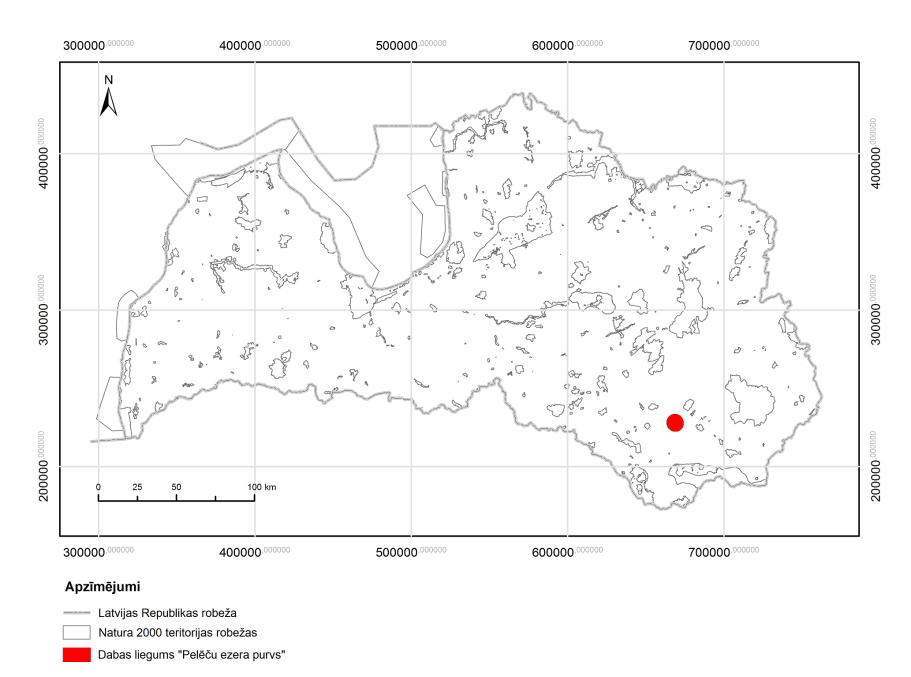 300000,000000 400000,000000 500000,000000 600000,000000 700000,000000
N
400000,000000
400000,000000
300000,000000
300000,000000
200000,000000
200000,000000
0 25 50 100 km
300000,000000 400000,000000 500000,000000 600000,000000 700000,000000
Apzīmējumi
Latvijas Republikas robeža
Natura 2000 teritorijas robežas
Dabas liegums "Pelēču ezera purvs"